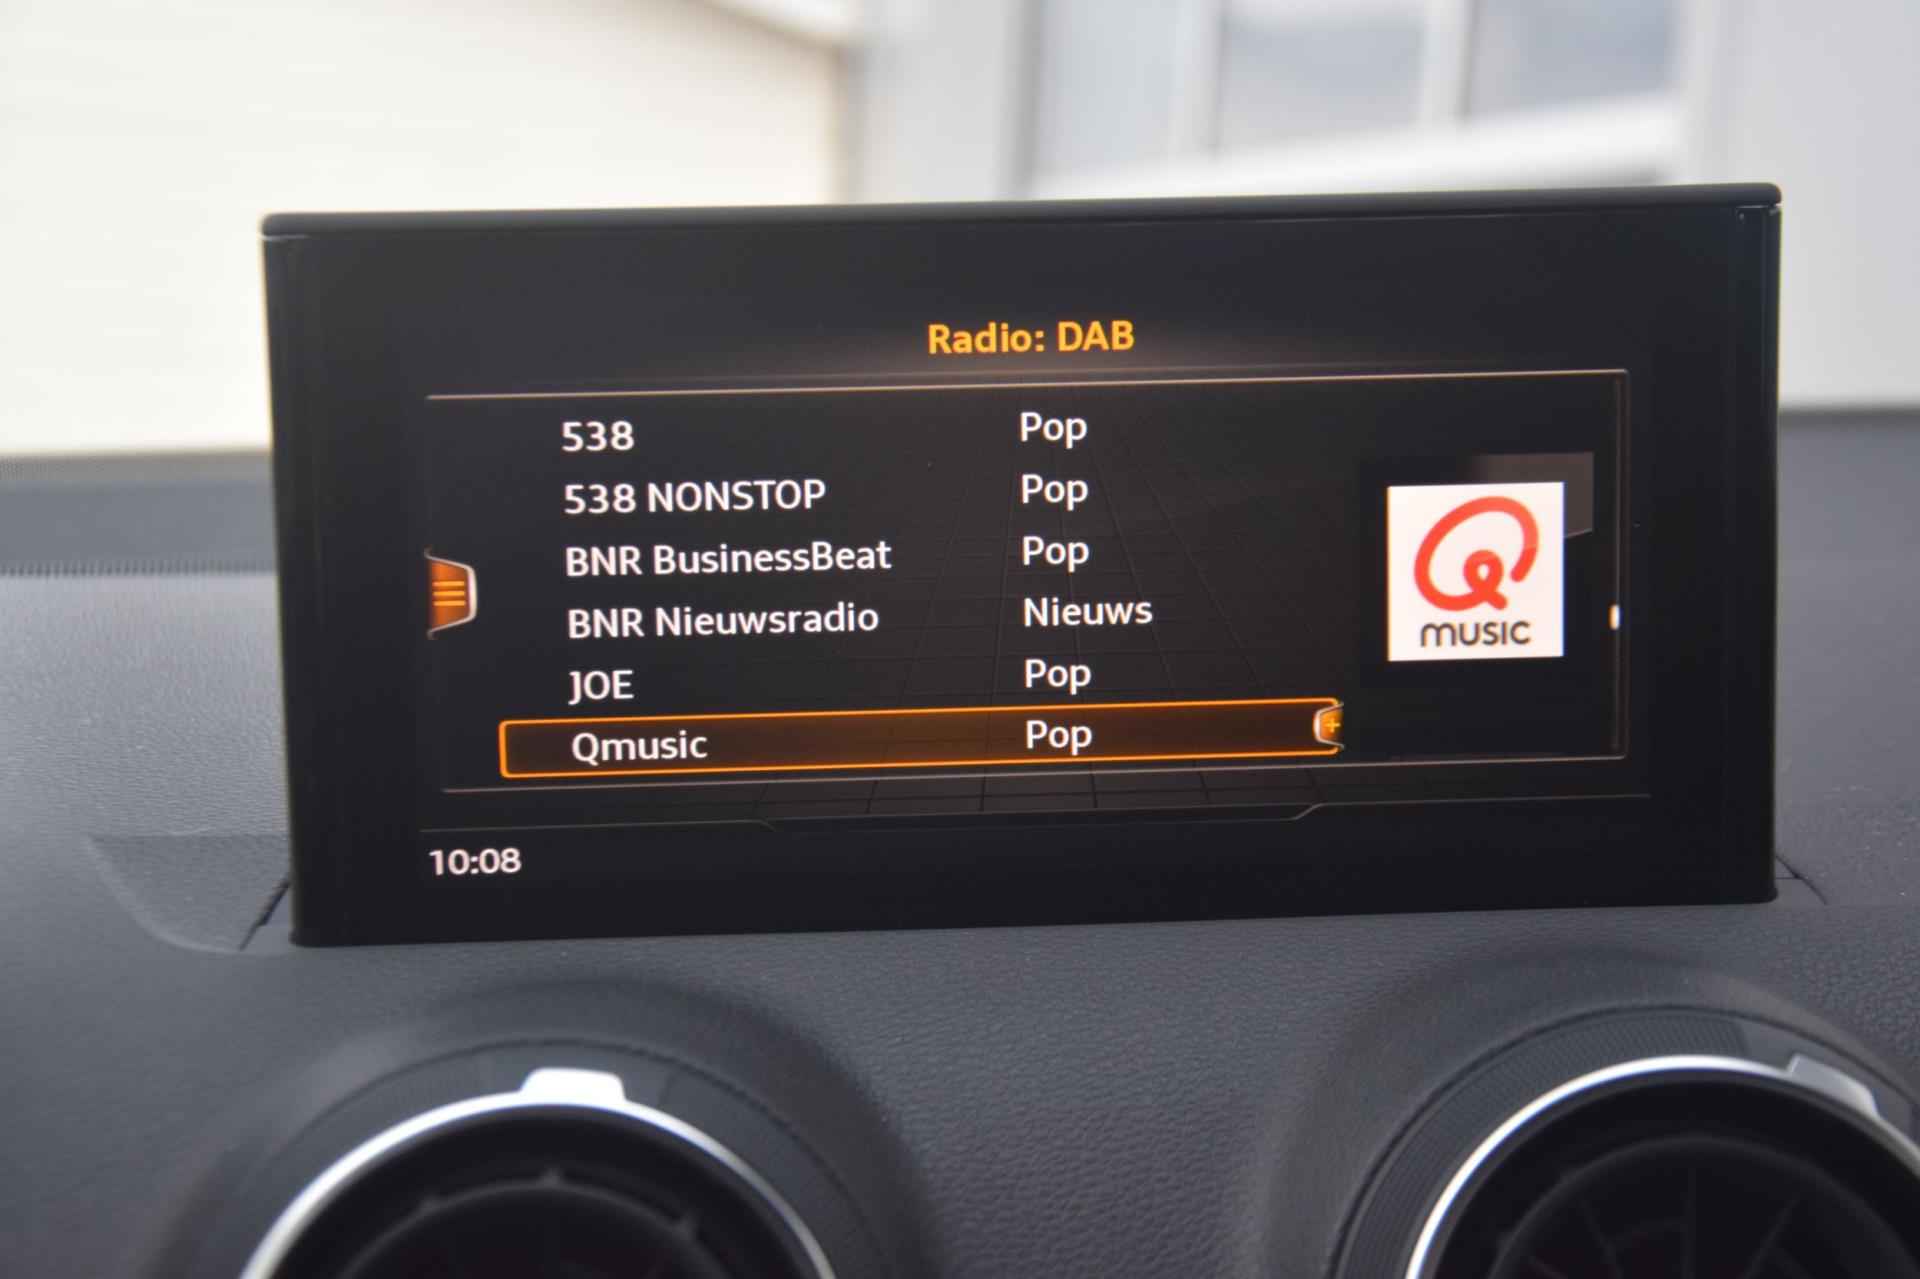 Radio: DAB
538 Pop
538 NONSTOP Pop
BNR BusinessBeat Pop
BNR Nieuwsradio Nieuws
JOE Pop
Qmusic Pop
Q
music
10:08